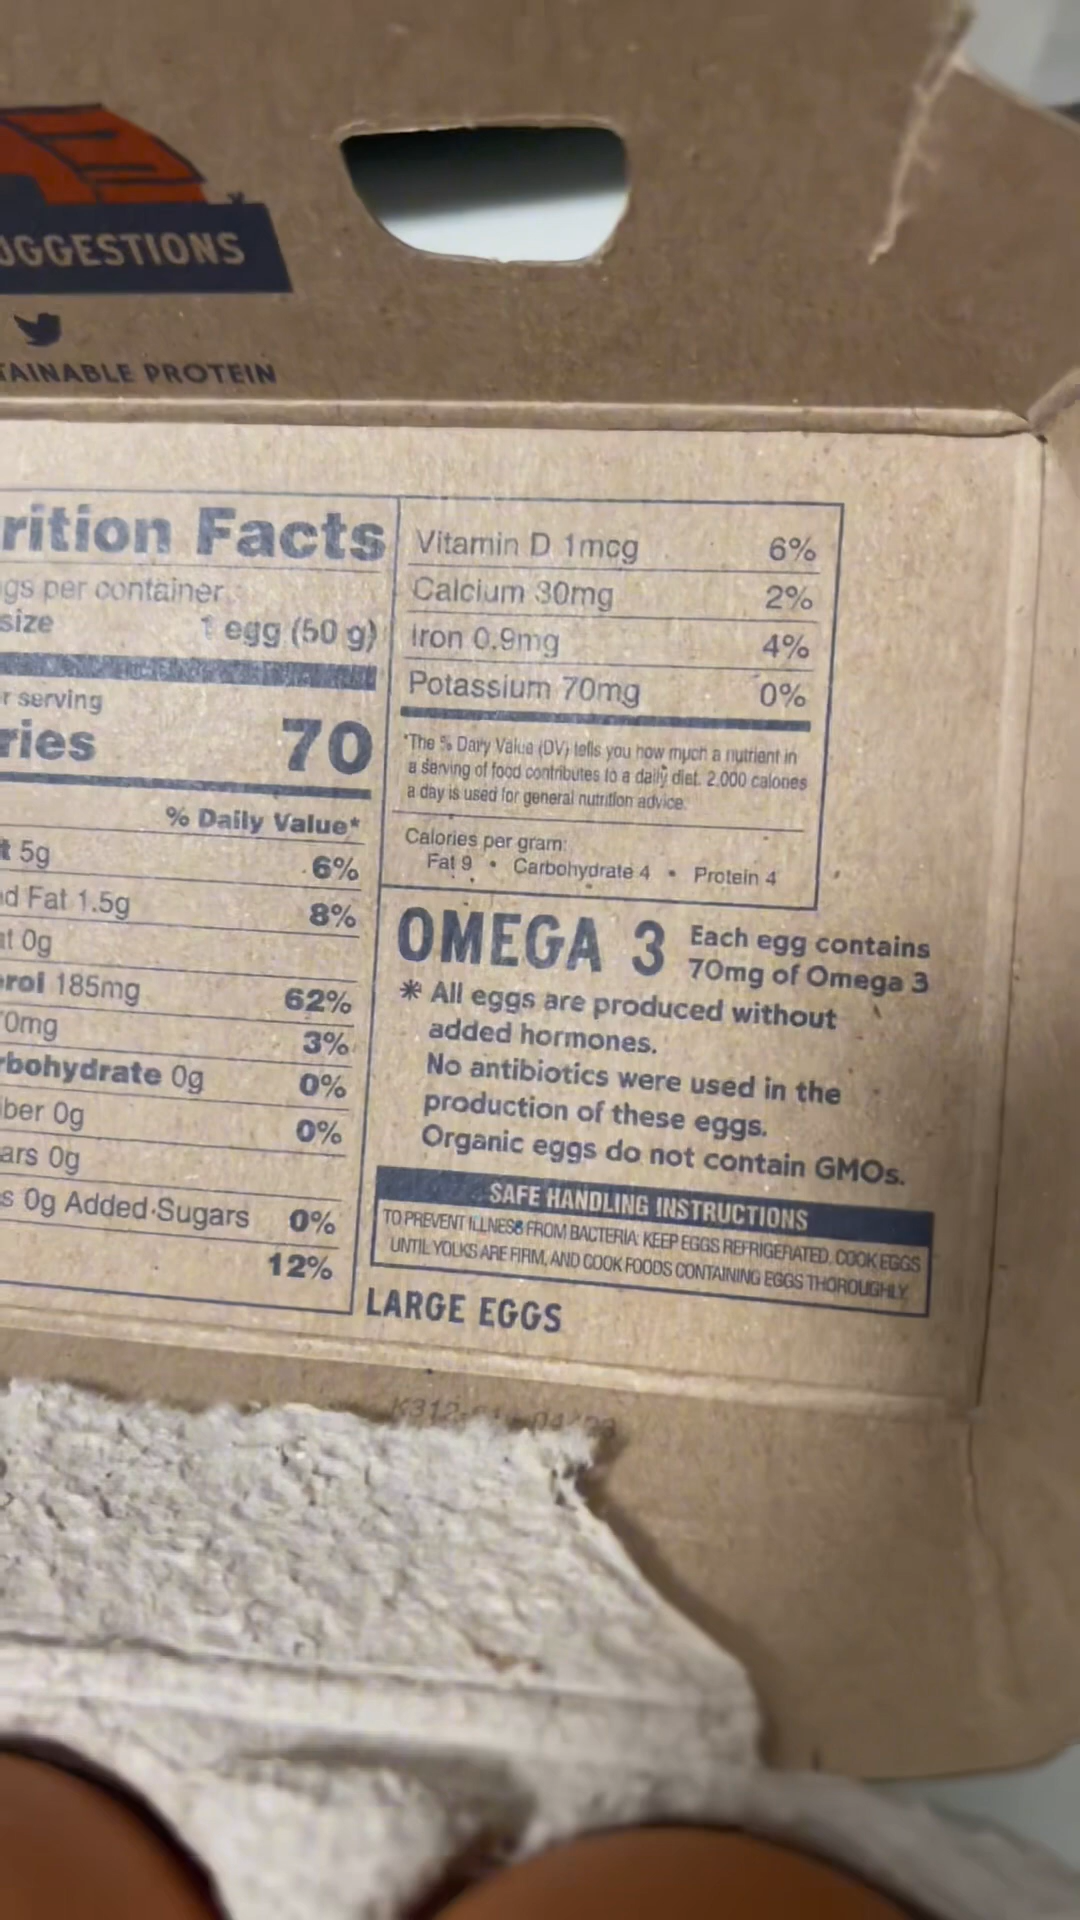 UGGESTIONS
TAINABLE PROTEIN
rition Facts
gs per container
size 1 egg (50 g)
r serving
ries 70
% Daily Value*
t 5g 6%
d Fat 1.5g 8%
at 0g
erol 185mg 62%
0mg 3%
rbohydrate 0g 0%
iber 0g 0%
ars 0g
s 0g Added Sugars 0%
12%
Vitamin D 1mcg 6%
Calcium 30mg 2%
Iron 0.9mg 4%
Potassium 70mg 0%
*The % Daily Value (DV) tells you how much a nutrient in
a serving of food contributes to a daily diet. 2,000 calories
a day is used for general nutrition advice.
Calories per gram:
Fat 9 • Carbohydrate 4 • Protein 4
OMEGA 3 Each egg contains
70mg of Omega 3
* All eggs are produced without
added hormones.
No antibiotics were used in the
production of these eggs.
Organic eggs do not contain GMOs.
SAFE HANDLING INSTRUCTIONS
TO PREVENT ILLNESS FROM BACTERIA: KEEP EGGS REFRIGERATED, COOK EGGS
UNTIL YOLKS ARE FIRM, AND COOK FOODS CONTAINING EGGS THOROUGHLY.
LARGE EGGS